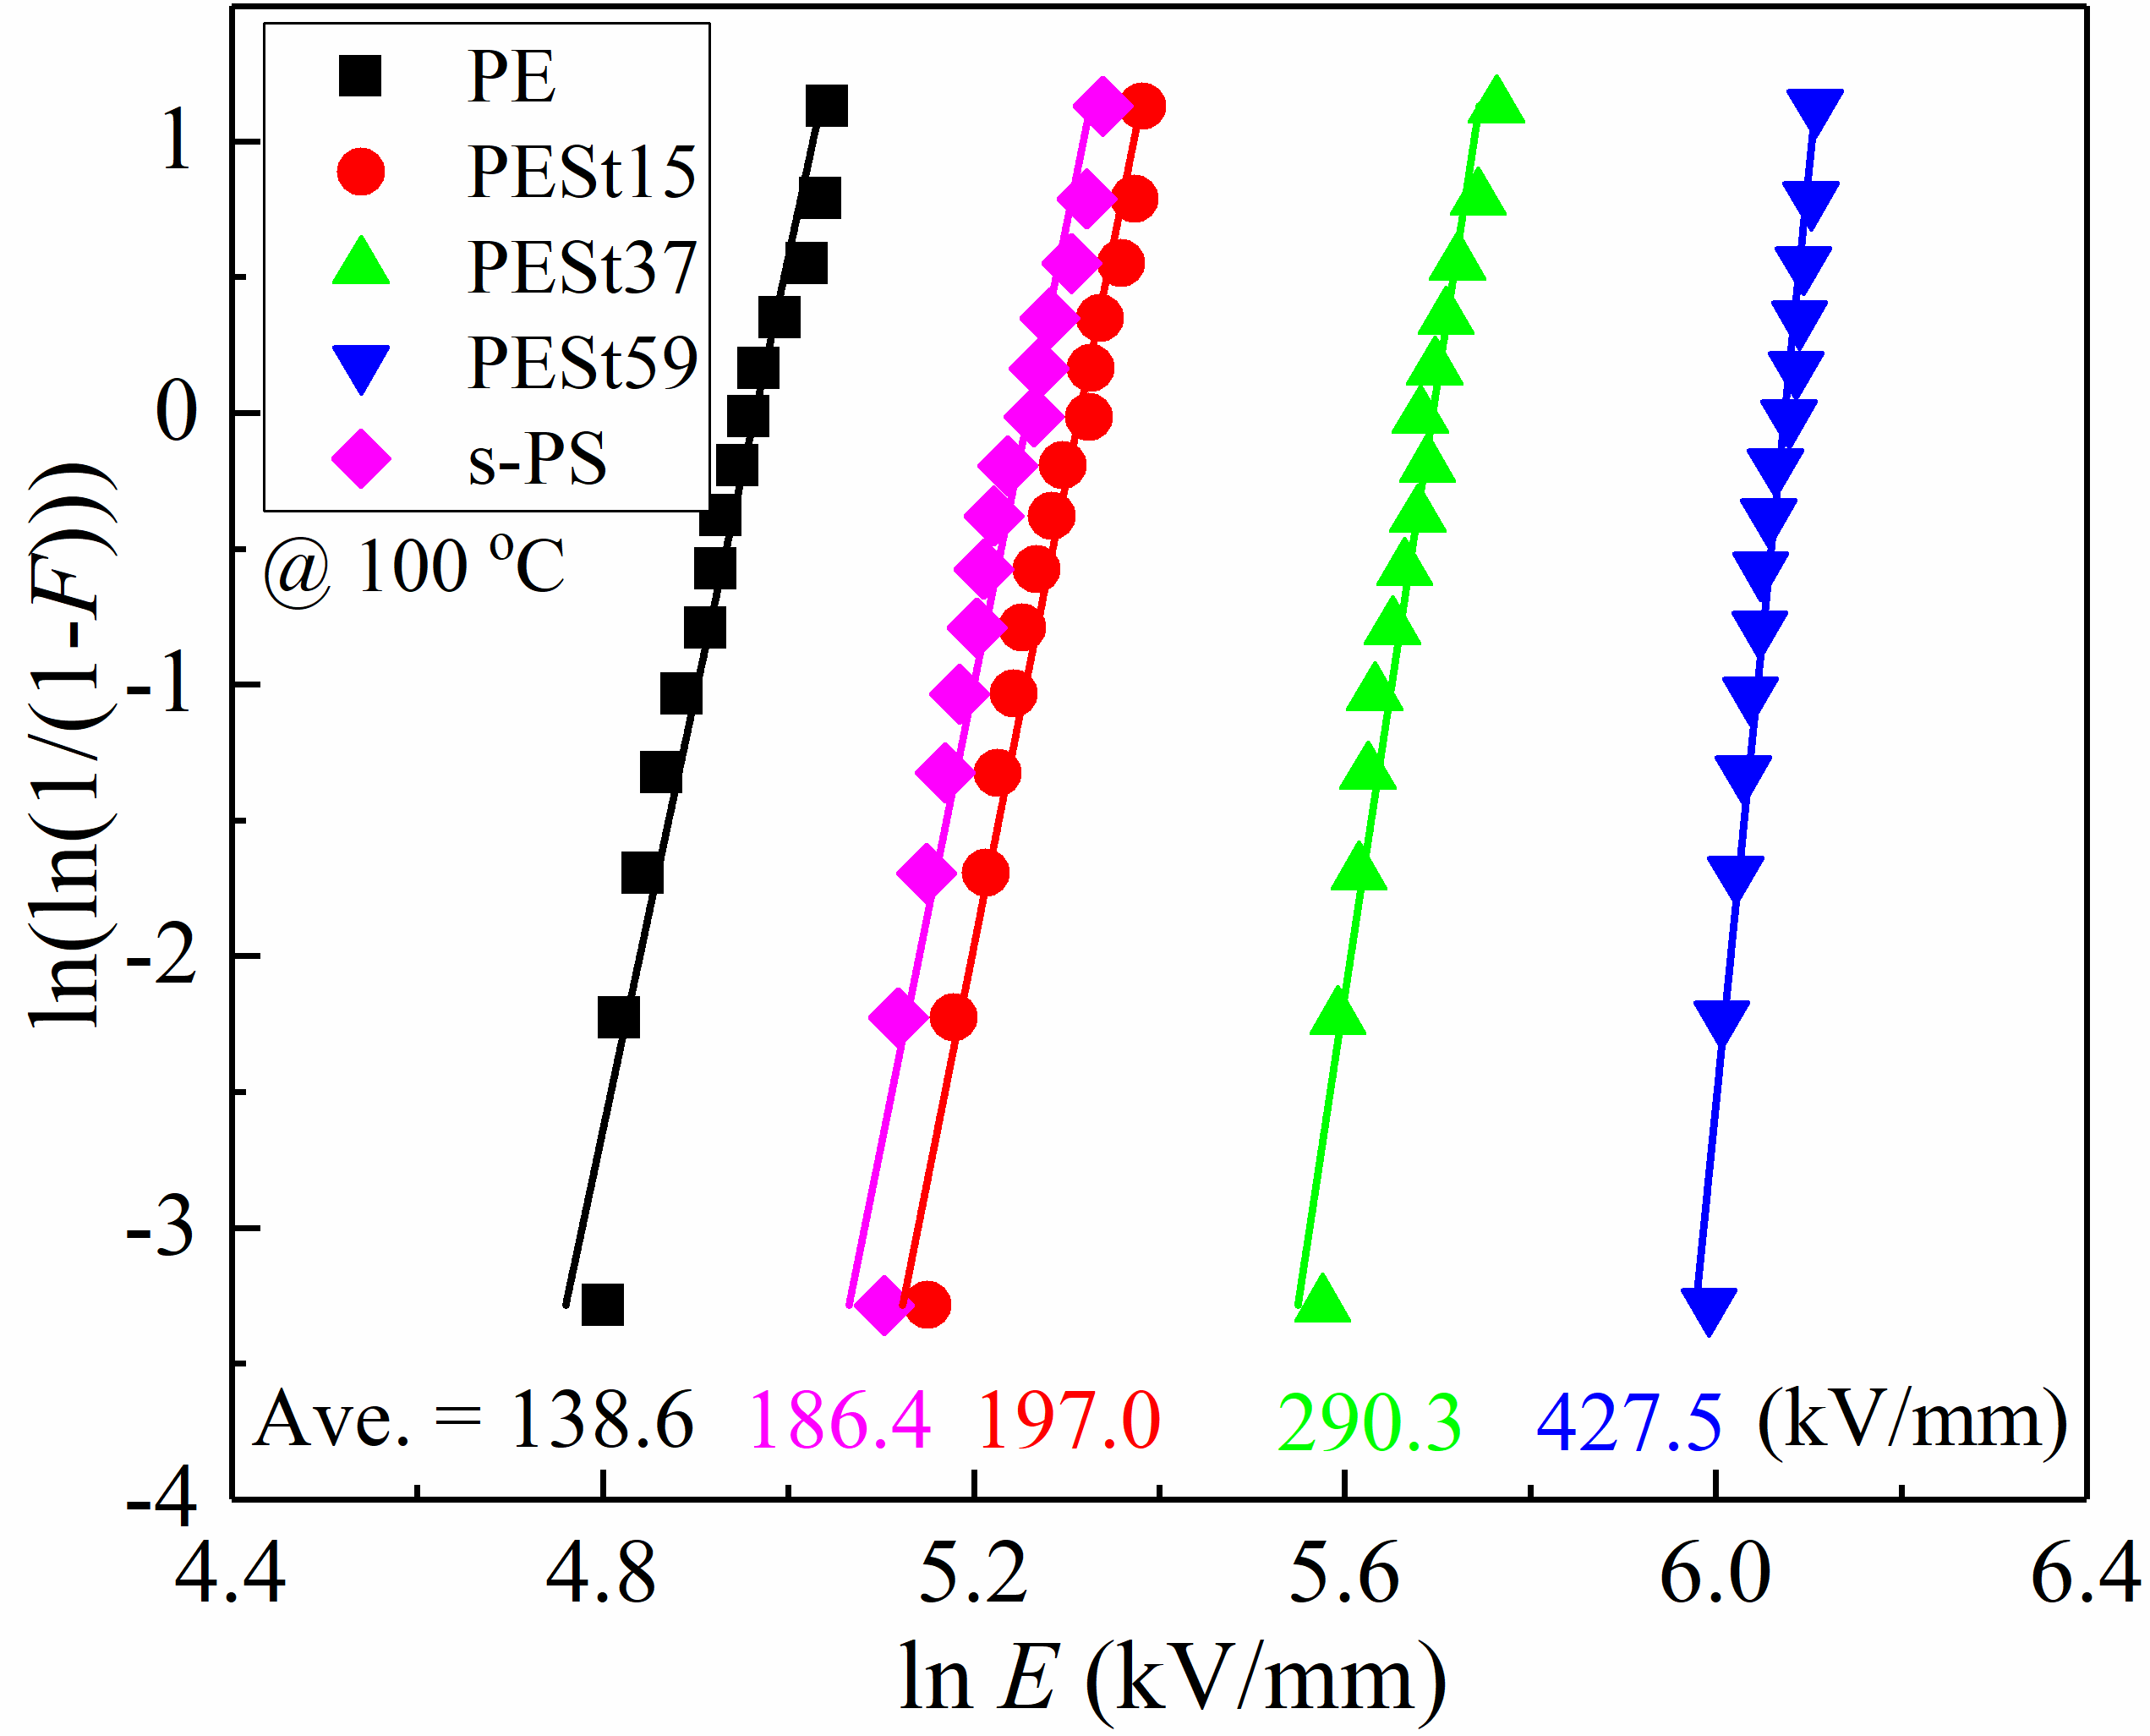 PE
PESt15
PESt37
PESt59
s-PS
@ 100 °C
ln(ln(1/(1-F)))
1
0
-1
-2
-3
-4
Ave. = 138.6 186.4 197.0 290.3 427.5 (kV/mm)
4.4 4.8 5.2 5.6 6.0 6.4
ln E (kV/mm)